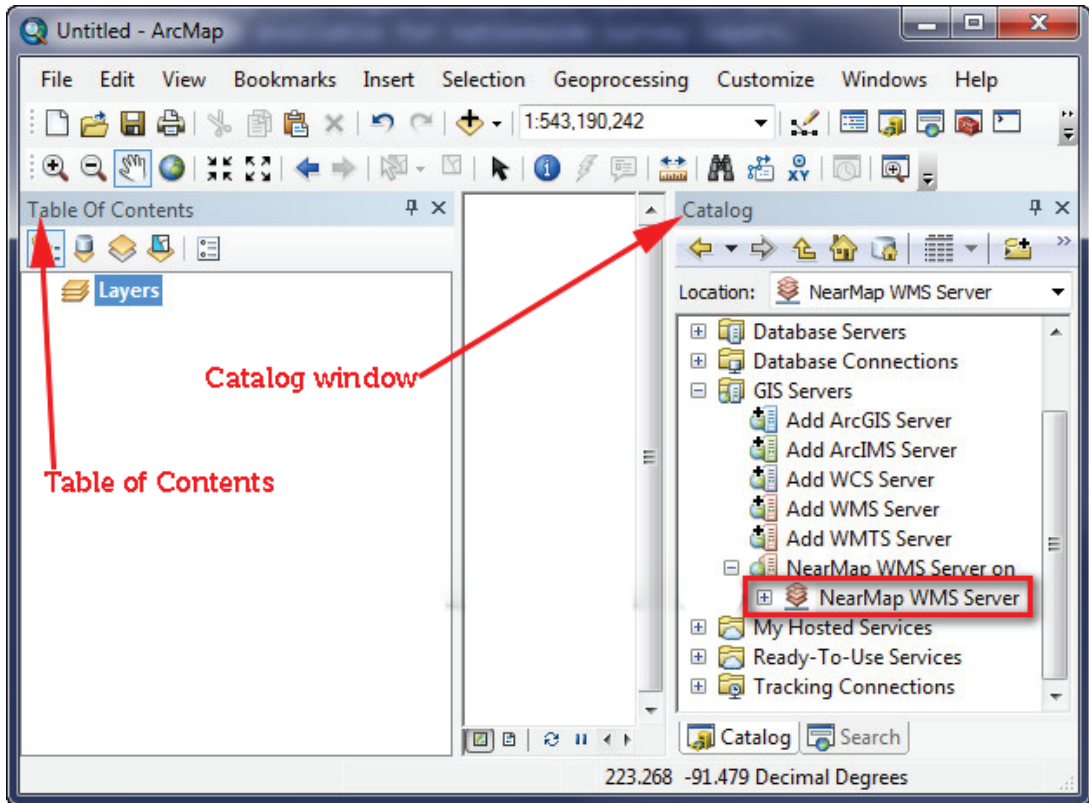 Untitled - ArcMap
File Edit View Bookmarks Insert Selection Geoprocessing Customize Windows Help
1:543,190,242
XY
Table Of Contents
Catalog
Layers
Location: NearMap WMS Server
Database Servers
Database Connections
GIS Servers
Add ArcGIS Server
Add ArcIMS Server
Add WCS Server
Add WMS Server
Add WMTS Server
NearMap WMS Server on
NearMap WMS Server
My Hosted Services
Ready-To-Use Services
Tracking Connections
Catalog window
Table of Contents
Catalog Search
223.268 -91.479 Decimal Degrees